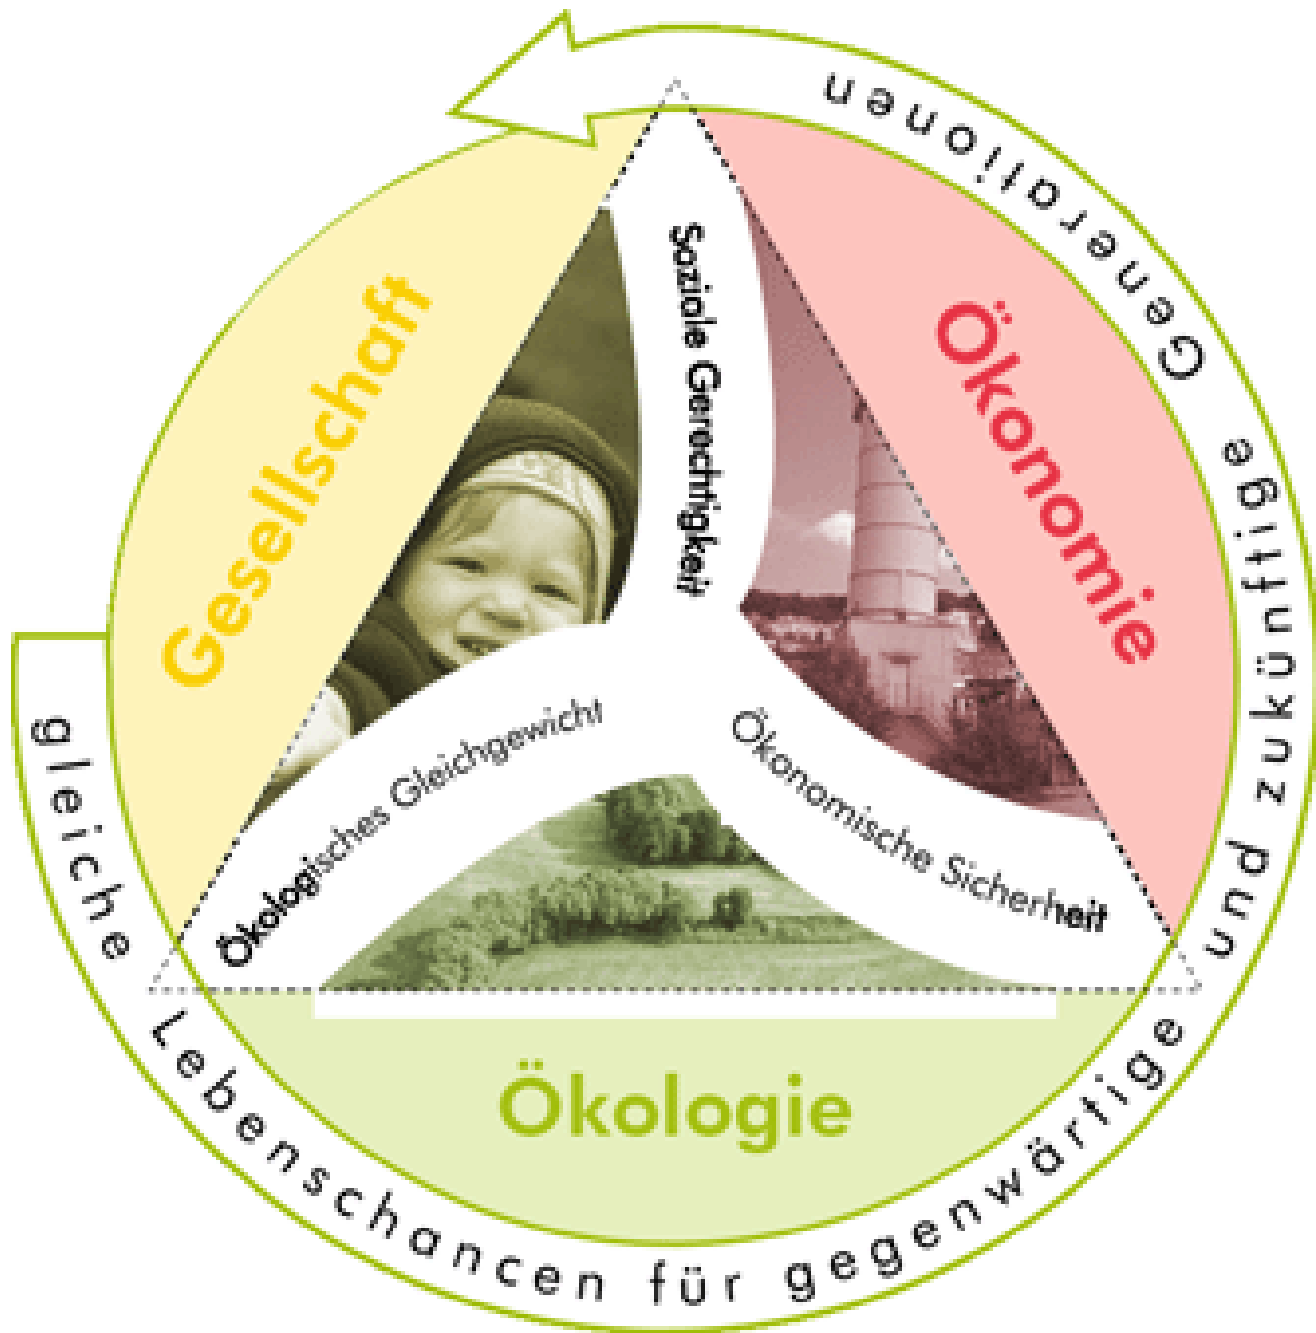 Gesellschaft
Ökonomie
Soziale Gerechtigkeit
Ökologisches Gleichgewicht
Ökonomische Sicherheit
Ökologie
gleiche Lebenschancen für gegenwärtige und zukünftige Generationen